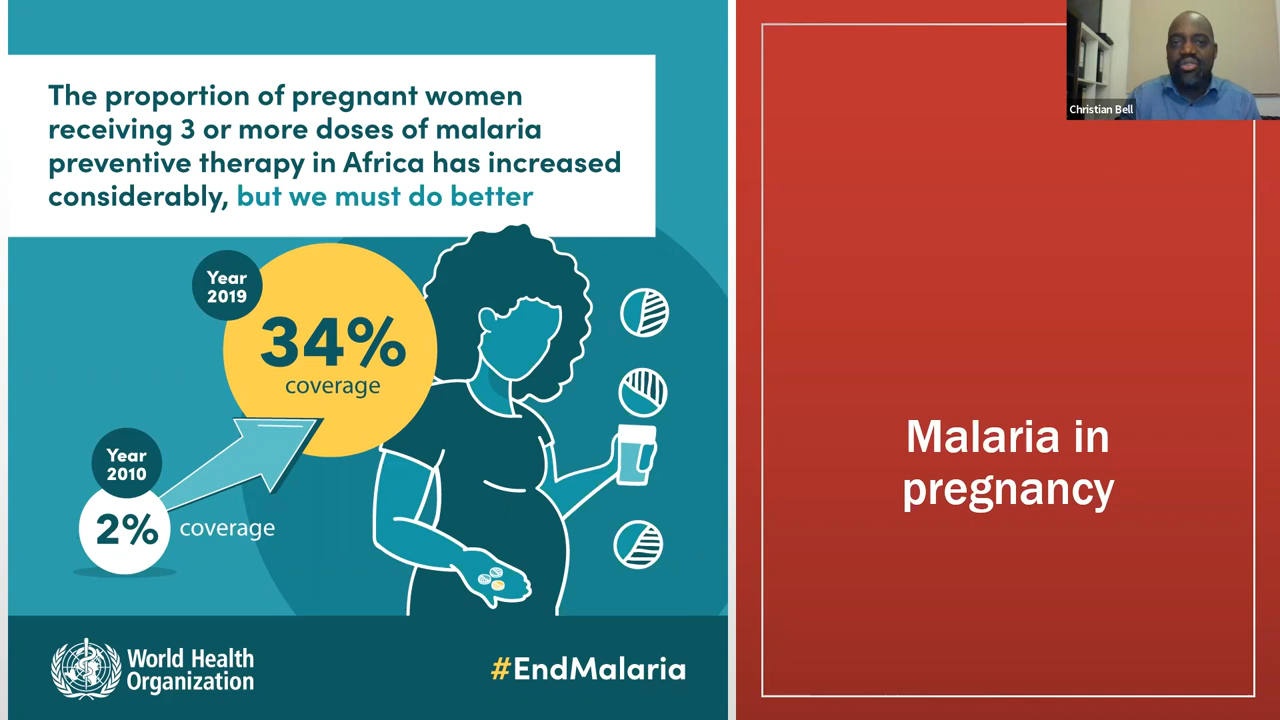 The proportion of pregnant women
receiving 3 or more doses of malaria
preventive therapy in Africa has increased
considerably, but we must do better
Year
2019
34%
coverage
Year
2010
2%
coverage
World Health
Organization
#EndMalaria
Malaria in
pregnancy
Christian Bell